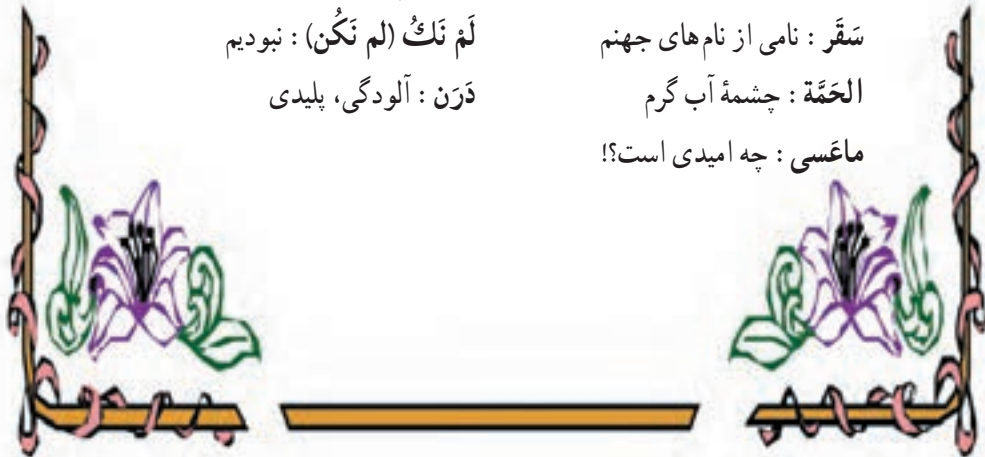 سَقَر : نامی از نام‌های جهنم
الحَمَّة : چشمهٔ آب گرم
ماعَسی : چه امیدی است؟!
لَمْ نَكُ (لم نَكُن) : نبودیم
دَرَن : آلودگی، پلیدی